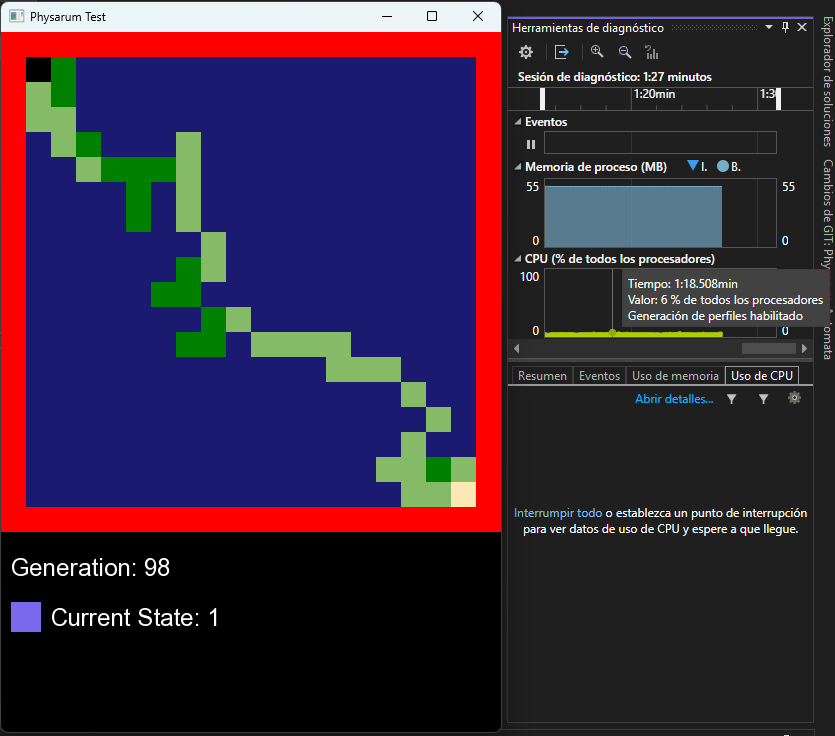 Physarum Test
Generation: 98
Current State: 1
Herramientas de diagnóstico
Sesión de diagnóstico: 1:27 minutos
1:20min
1:30
Eventos
Memoria de proceso (MB)
I.
B.
55
55
0
0
CPU (% de todos los procesadores)
100
0
0
Tiempo: 1:18.508min
Valor: 6 % de todos los procesadores
Generación de perfiles habilitado
Resumen
Eventos
Uso de memoria
Uso de CPU
Abrir detalles...
Interrumpir todo o establezca un punto de interrupción
para ver datos de uso de CPU y espere a que llegue.
Explorador de soluciones
Cambios de GIT: Phy